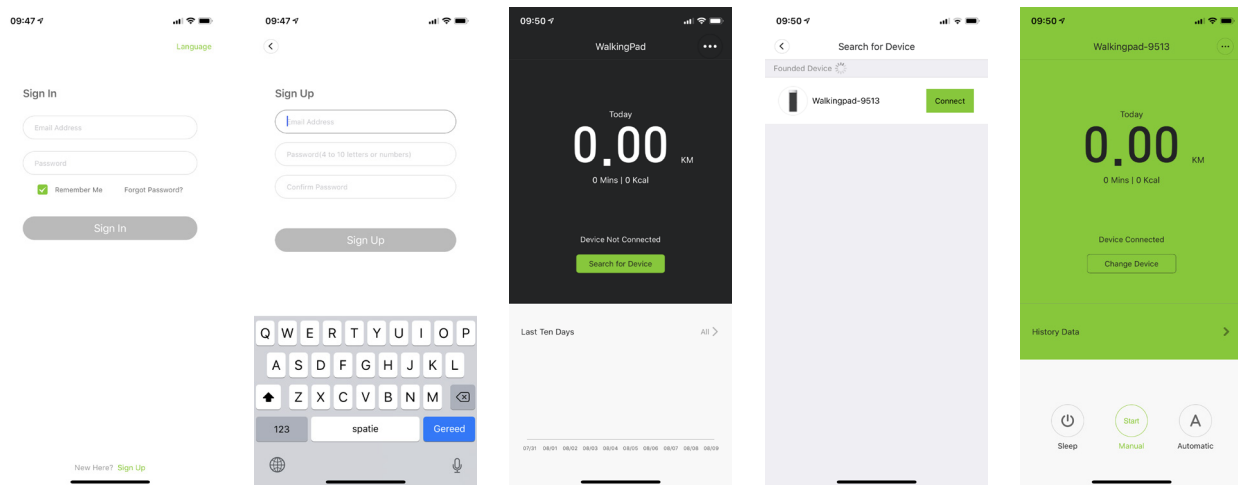 09:47
Language
Sign In
Email Address
Password
Remember Me Forgot Password?
Sign In
New Here? Sign Up
09:47
Sign Up
Email Address
Password(4 to 10 letters or numbers)
Confirm Password
Sign Up
Q W E R T Y U I O P
A S D F G H J K L
Z X C V B N M
123 spatie Gereed
09:50
WalkingPad
Today
0.00 KM
0 Mins | 0 Kcal
Device Not Connected
Search for Device
Last Ten Days All
07/31 08/01 08/02 08/03 08/04 08/05 08/06 08/07 08/08 08/09
09:50
Search for Device
Founded Device
Walkingpad-9513 Connect
09:50
Walkingpad-9513
Today
0.00 KM
0 Mins | 0 Kcal
Device Connected
Change Device
History Data
Start A
Sleep Manual Automatic